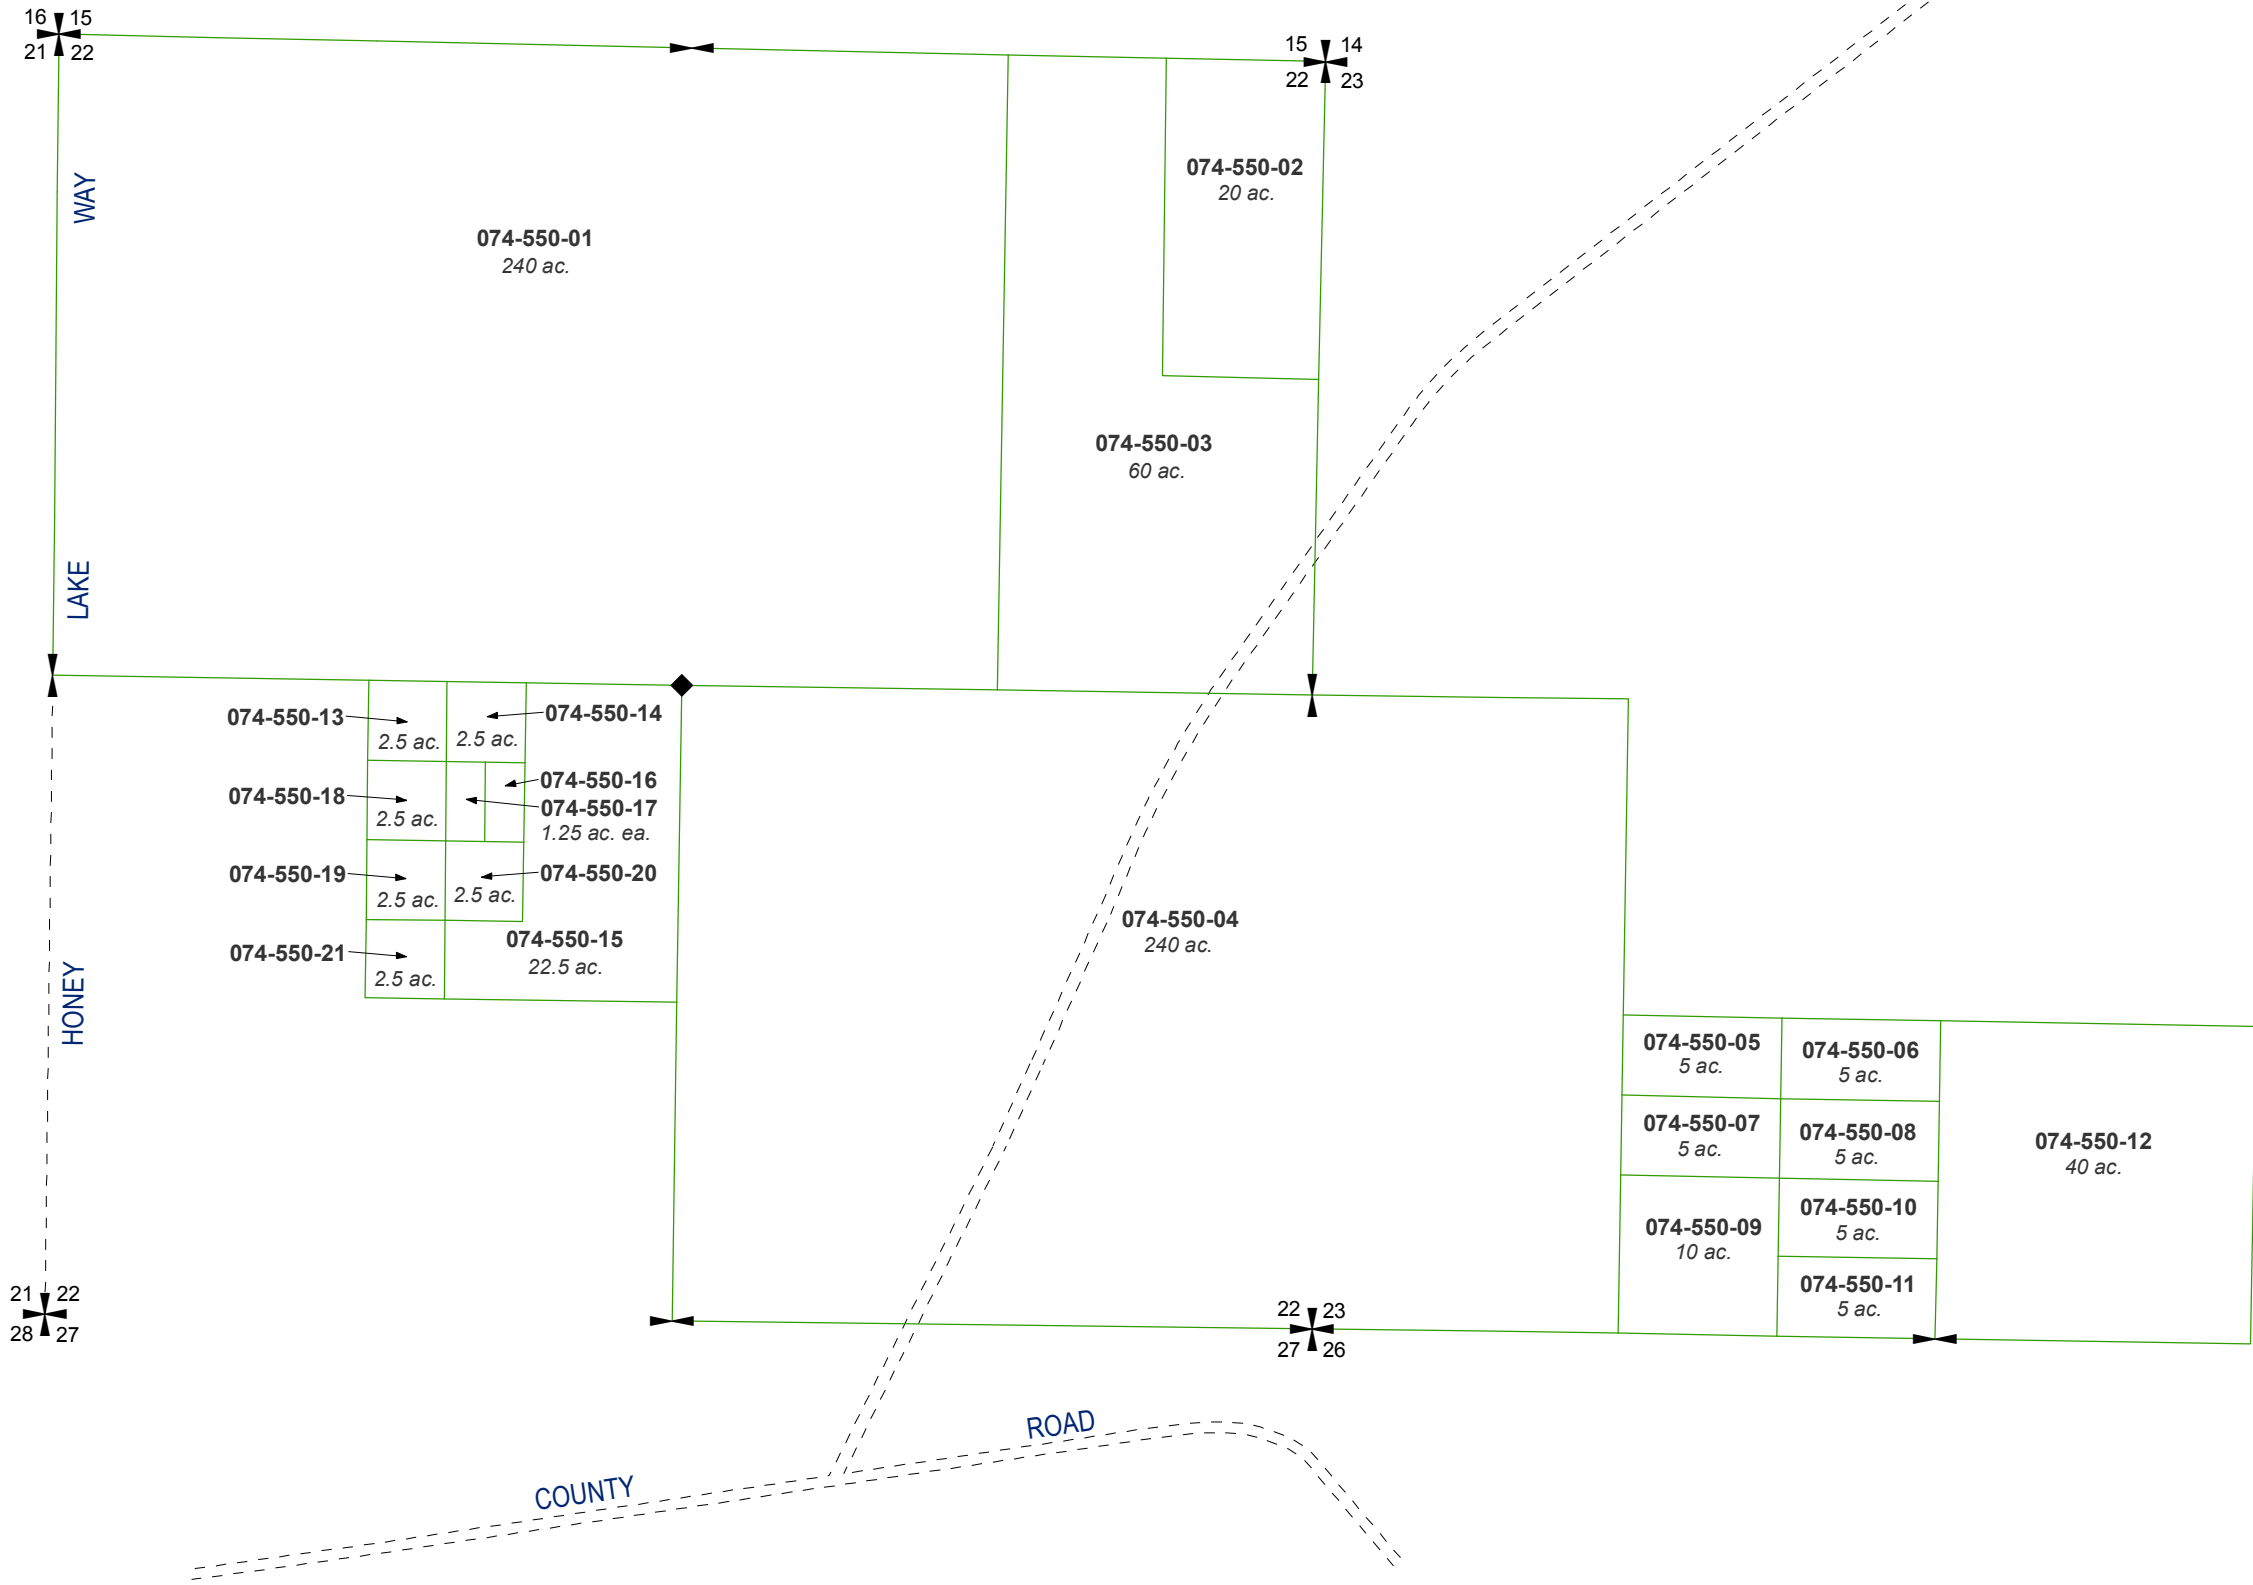 16 15
21 22
15 14
22 23
WAY
074-550-01
240 ac.
074-550-02
20 ac.
074-550-03
60 ac.
LAKE
074-550-13
2.5 ac.
074-550-14
2.5 ac.
074-550-18
2.5 ac.
074-550-16
074-550-17
1.25 ac. ea.
074-550-19
2.5 ac.
074-550-20
2.5 ac.
074-550-21
2.5 ac.
074-550-15
22.5 ac.
HONEY
074-550-04
240 ac.
074-550-05
5 ac.
074-550-06
5 ac.
074-550-07
5 ac.
074-550-08
5 ac.
074-550-09
10 ac.
074-550-10
5 ac.
074-550-11
5 ac.
074-550-12
40 ac.
21 22
28 27
22 23
27 26
COUNTY ROAD